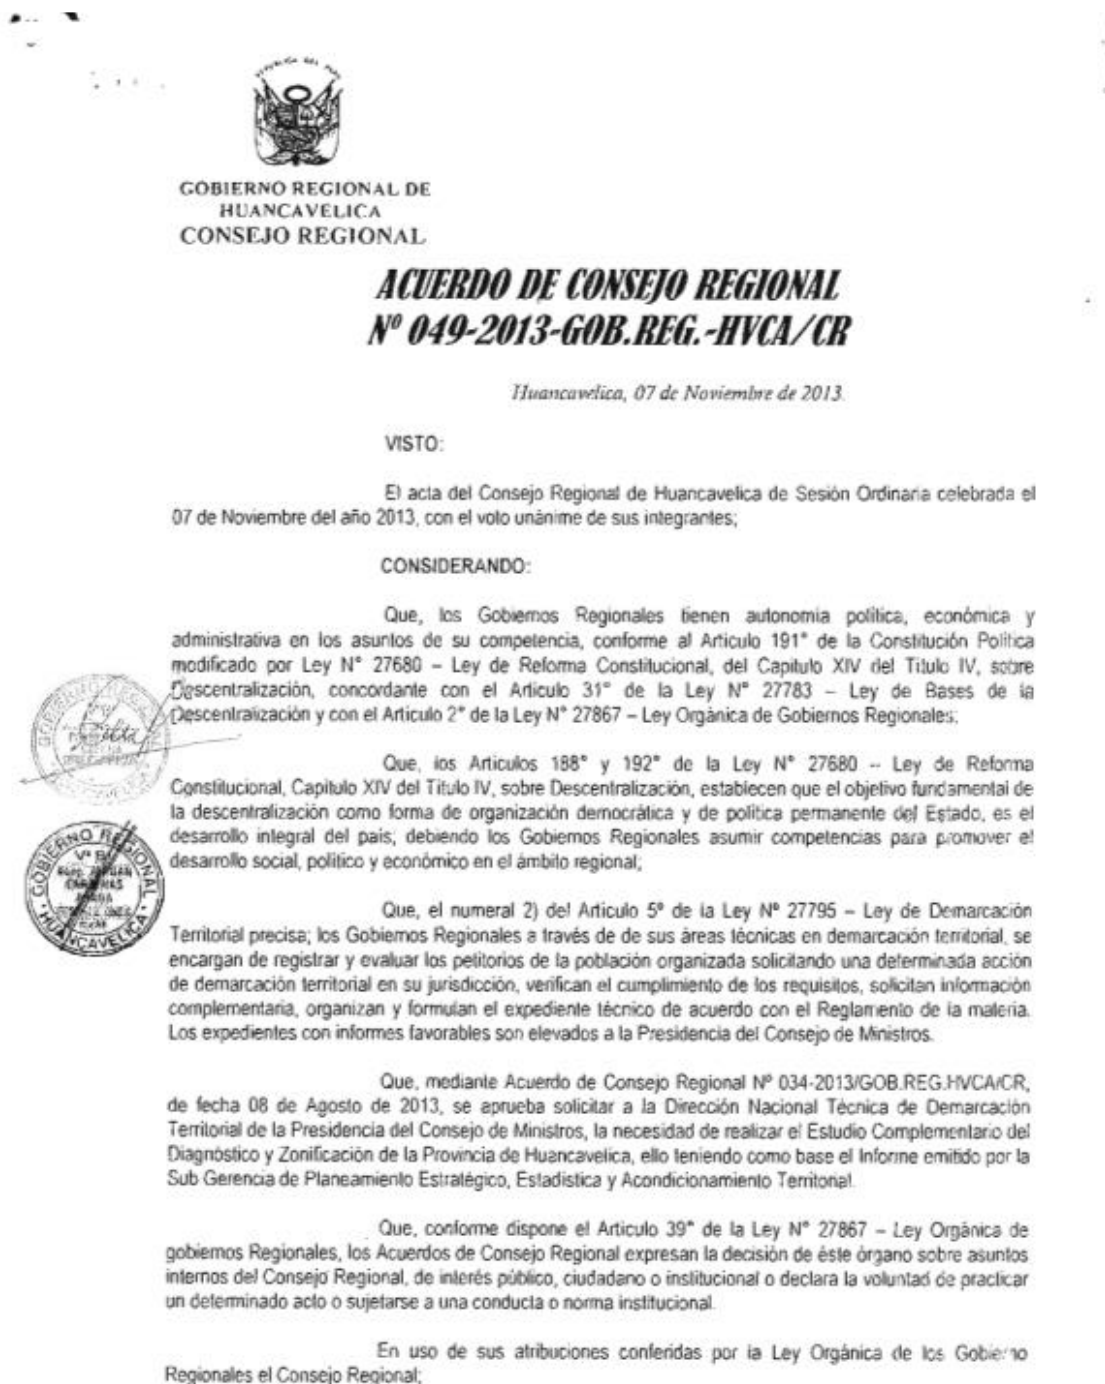 REPUBLICA DEL PERU
GOBIERNO REGIONAL DE
HUANCAVELICA
CONSEJO REGIONAL
ACUERDO DE CONSEJO REGIONAL
Nº 049-2013-GOB.REG.-HVCA/CR
Huancavelica, 07 de Noviembre de 2013.
VISTO:
El acta del Consejo Regional de Huancavelica de Sesión Ordinaria celebrada el
07 de Noviembre del año 2013, con el voto unánime de sus integrantes;
CONSIDERANDO:
Que, los Gobiernos Regionales tienen autonomía política, económica y
administrativa en los asuntos de su competencia, conforme al Articulo 191° de la Constitución Política
modificado por Ley N° 27680 – Ley de Reforma Constitucional, del Capitulo XIV del Titulo IV, sobre
Descentralización, concordante con el Articulo 31° de la Ley N° 27783 – Ley de Bases de la
Descentralización y con el Articulo 2° de la Ley N° 27867 – Ley Orgánica de Gobiernos Regionales;
Que, los Articulos 188° y 192° de la Ley N° 27680 – Ley de Reforma
Constitucional, Capitulo XIV del Titulo IV, sobre Descentralización, establecen que el objetivo fundamental de
la descentralización como forma de organización democrática y de política permanente del Estado, es el
desarrollo integral del país; debiendo los Gobiernos Regionales asumir competencias para promover el
desarrollo social, político y económico en el ámbito regional;
GOBIERNO REGIONAL
Vº Bº
HUANCAVELICA
Que, el numeral 2) del Articulo 5º de la Ley Nº 27795 – Ley de Demarcación
Territorial precisa; los Gobiernos Regionales a través de de sus áreas técnicas en demarcación territorial, se
encargan de registrar y evaluar los petitorios de la población organizada solicitando una determinada acción
de demarcación territorial en su jurisdicción, verifican el cumplimiento de los requisitos, solicitan información
complementaria, organizan y formulan el expediente técnico de acuerdo con el Reglamento de la materia.
Los expedientes con informes favorables son elevados a la Presidencia del Consejo de Ministros.
Que, mediante Acuerdo de Consejo Regional Nº 034-2013/GOB.REG.HVCA/CR,
de fecha 08 de Agosto de 2013, se aprueba solicitar a la Dirección Nacional Técnica de Demarcación
Territorial de la Presidencia del Consejo de Ministros, la necesidad de realizar el Estudio Complementario del
Diagnóstico y Zonificación de la Provincia de Huancavelica, ello teniendo como base el Informe emitido por la
Sub Gerencia de Planeamiento Estratégico, Estadística y Acondicionamiento Territorial.
Que, conforme dispone el Articulo 39° de la Ley N° 27867 – Ley Orgánica de
gobiernos Regionales, los Acuerdos de Consejo Regional expresan la decisión de éste órgano sobre asuntos
internos del Consejo Regional, de interés público, ciudadano o institucional o declara la voluntad de practicar
un determinado acto o sujetarse a una conducta o norma institucional.
En uso de sus atribuciones conferidas por la Ley Orgánica de los Gobierno
Regionales el Consejo Regional;